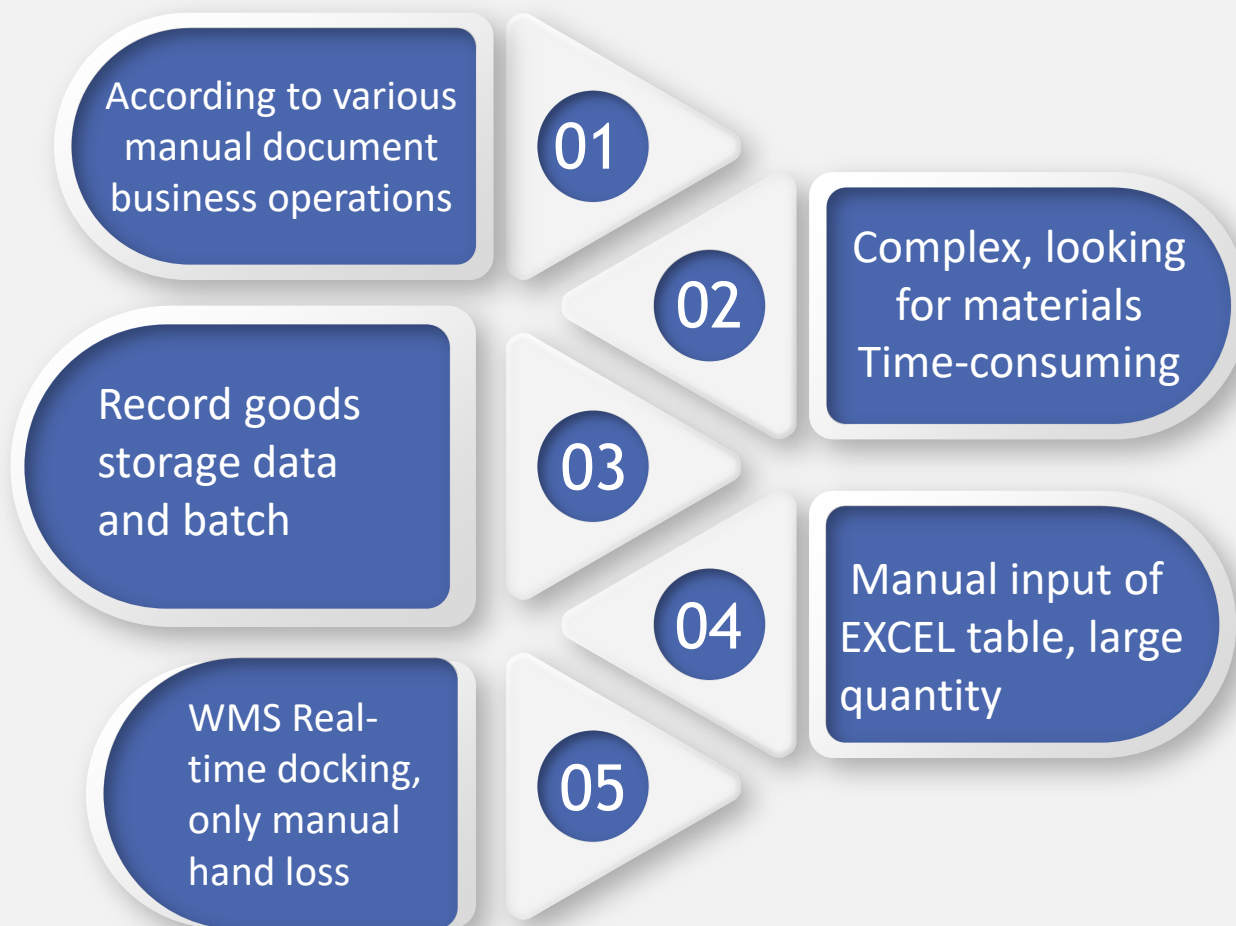 According to various
manual document
business operations
01
02
Complex, looking
for materials
Time-consuming
Record goods
storage data
and batch
03
04
Manual input of
EXCEL table, large
quantity
WMS Real-
time docking,
only manual
hand loss
05